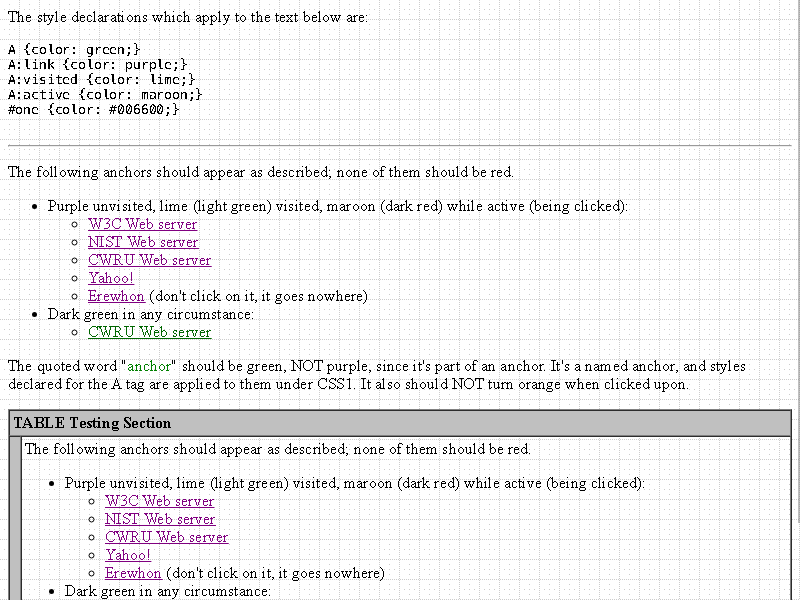 The style declarations which apply to the text below are:
A {color: green;}
A:link {color: purple;}
A:visited {color: lime;}
A:active {color: maroon;}
#one {color: #006600;}
The following anchors should appear as described; none of them should be red.
Purple unvisited, lime (light green) visited, maroon (dark red) while active (being clicked):
W3C Web server
NIST Web server
CWRU Web server
Yahoo!
Erewhon (don't click on it, it goes nowhere)
Dark green in any circumstance:
CWRU Web server
The quoted word "anchor" should be green, NOT purple, since it's part of an anchor. It's a named anchor, and styles
declared for the A tag are applied to them under CSS1. It also should NOT turn orange when clicked upon.
TABLE Testing Section
The following anchors should appear as described; none of them should be red.
Purple unvisited, lime (light green) visited, maroon (dark red) while active (being clicked):
W3C Web server
NIST Web server
CWRU Web server
Yahoo!
Erewhon (don't click on it, it goes nowhere)
Dark green in any circumstance: